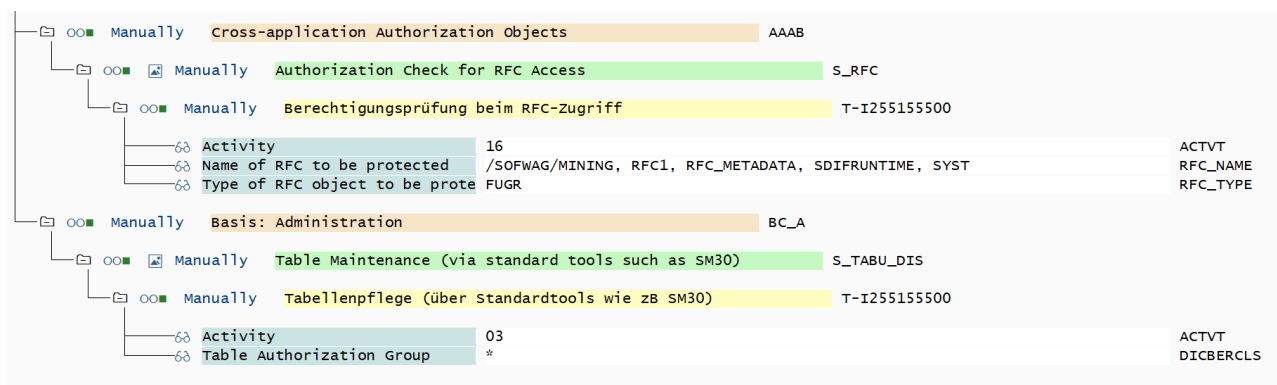 Manually Cross-application Authorization Objects AAAB
Manually Authorization Check for RFC Access S_RFC
Manually Berechtigungsprüfung beim RFC-Zugriff T-I255155500
Activity 16 ACTVT
Name of RFC to be protected /SOFWAG/MINING, RFC1, RFC_METADATA, SDIFRUNTIME, SYST RFC_NAME
Type of RFC object to be prote FUGR RFC_TYPE
Manually Basis: Administration BC_A
Manually Table Maintenance (via standard tools such as SM30) S_TABU_DIS
Manually Tabellenpflege (über Standardtools wie zB SM30) T-I255155500
Activity 03 ACTVT
Table Authorization Group * DICBERCLS